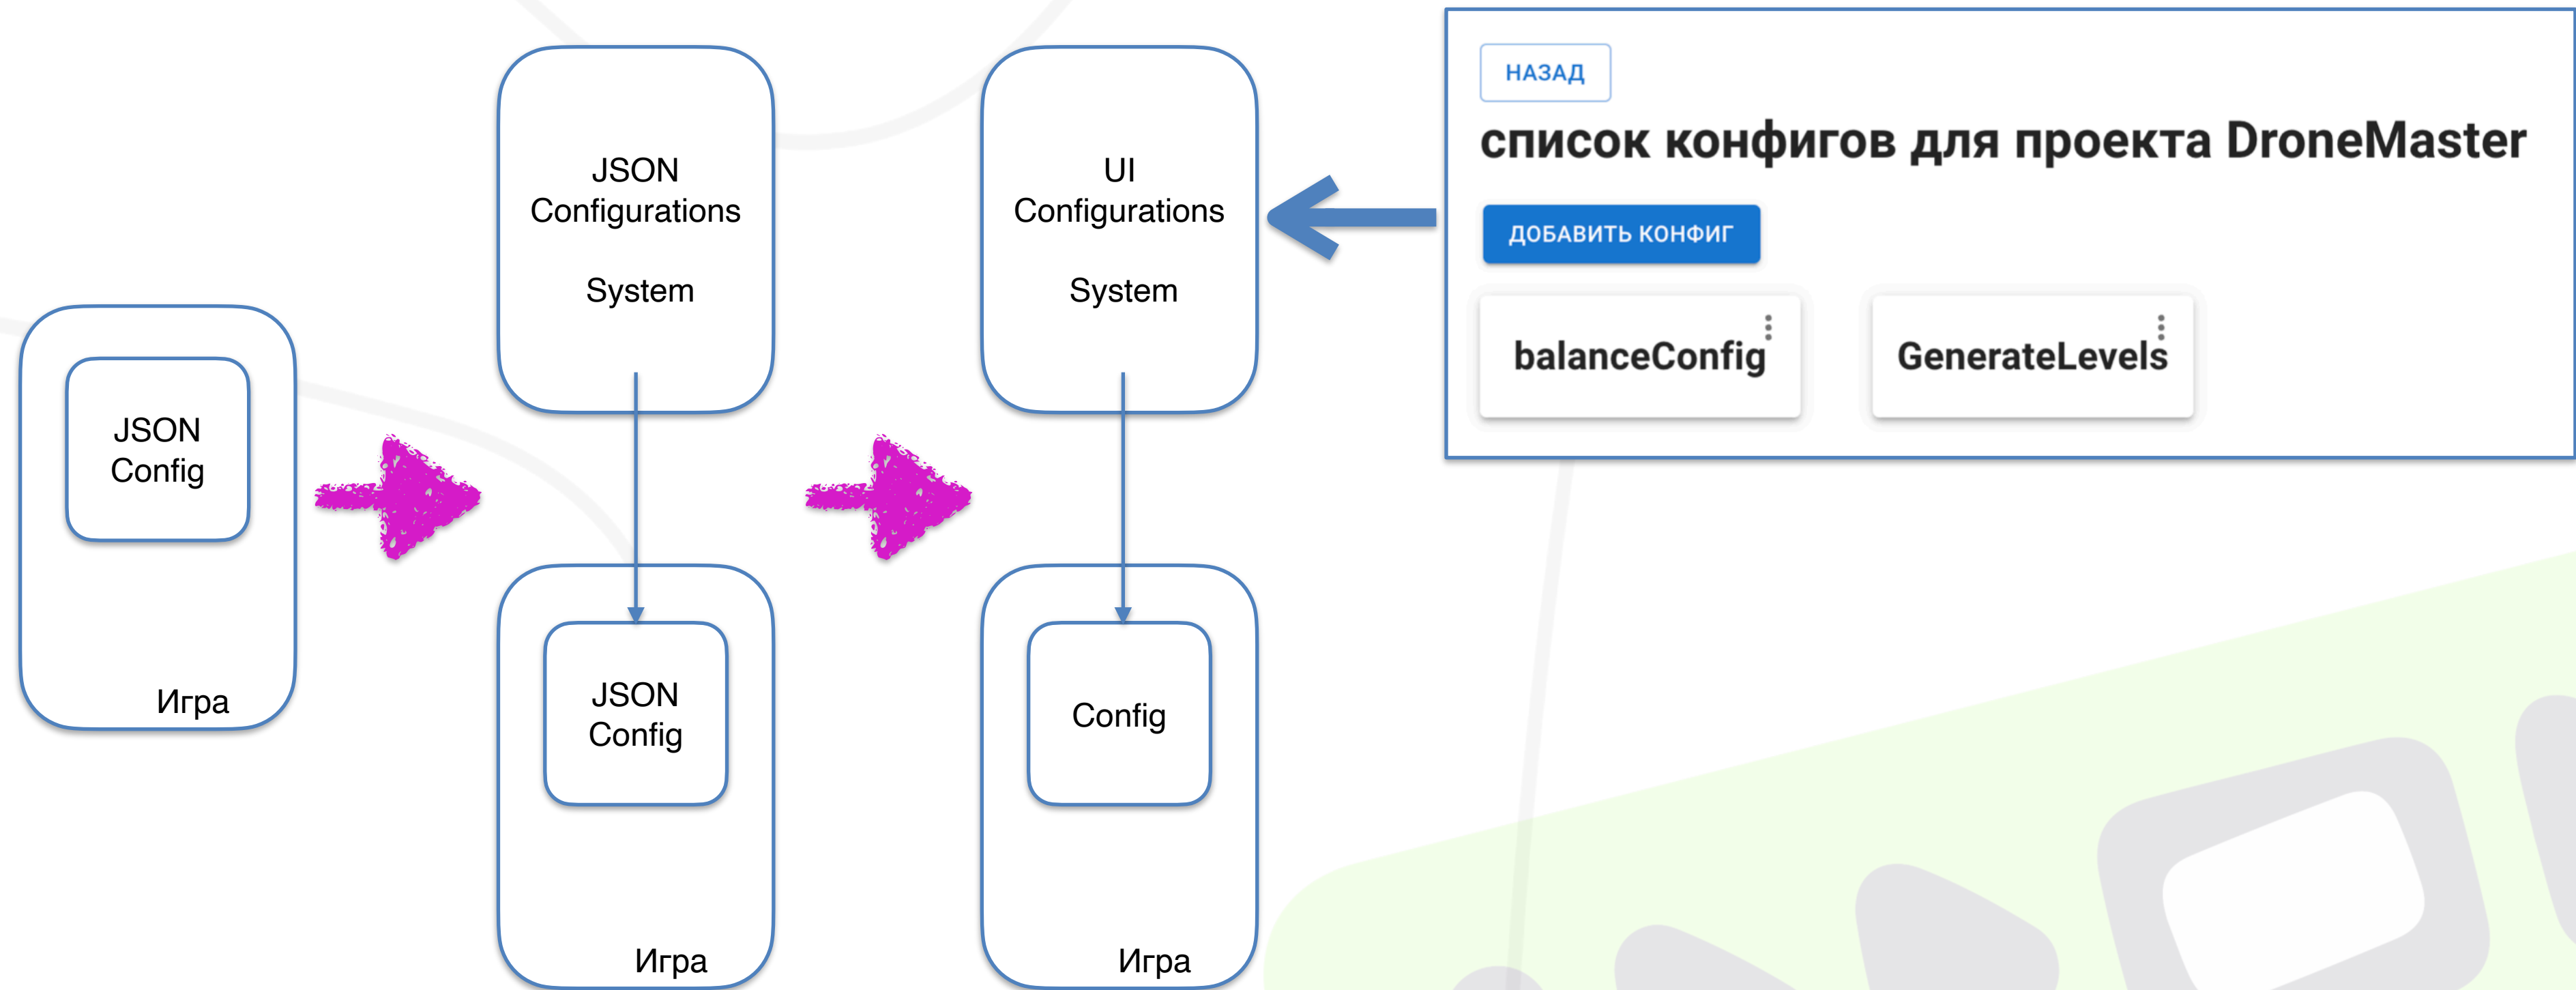 JSON
Config
Игра
JSON
Configurations
System
JSON
Config
Игра
UI
Configurations
System
Config
Игра
НАЗАД
список конфигов для проекта DroneMaster
ДОБАВИТЬ КОНФИГ
balanceConfig
GenerateLevels